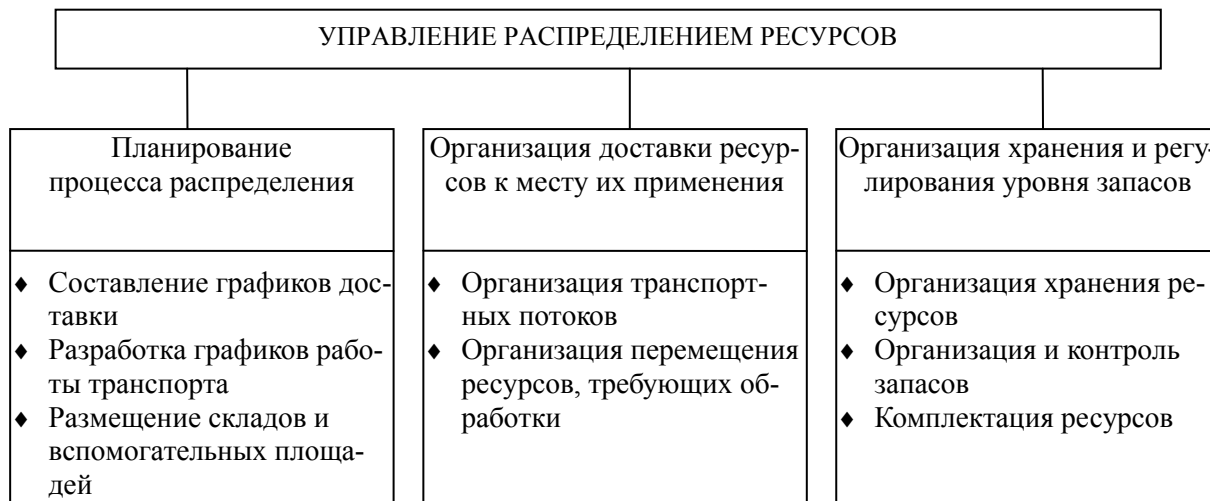 УПРАВЛЕНИЕ РАСПРЕДЕЛЕНИЕМ РЕСУРСОВ
Планирование
процесса распределения
♦ Составление графиков дос-
тавки
♦ Разработка графиков рабо-
ты транспорта
♦ Размещение складов и
вспомогательных площа-
дей
Организация доставки ресур-
сов к месту их применения
♦ Организация транспорт-
ных потоков
♦ Организация перемещения
ресурсов, требующих об-
работки
Организация хранения и регу-
лирования уровня запасов
♦ Организация хранения ре-
сурсов
♦ Организация и контроль
запасов
♦ Комплектация ресурсов